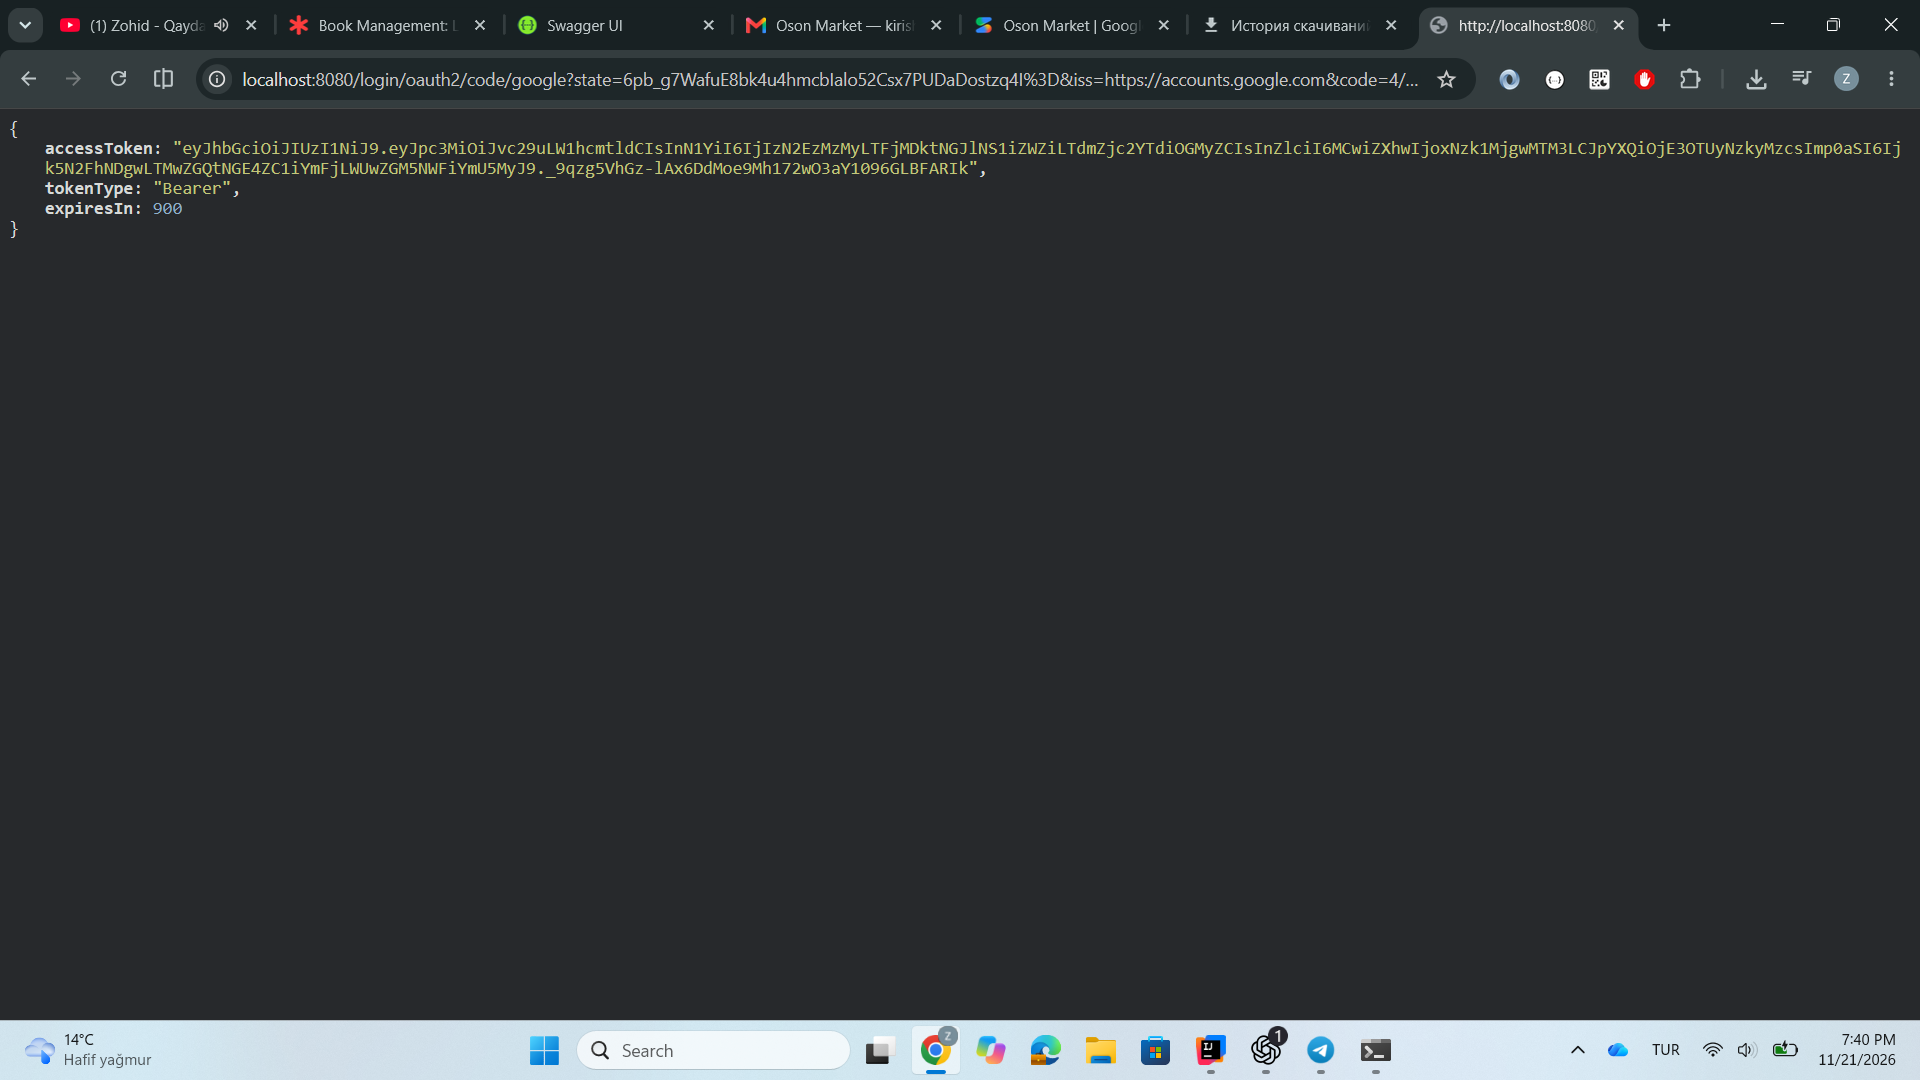 (1) Zohid - Qayda
Book Management: L
Swagger UI
Oson Market — kiris
Oson Market | Googl
История скачивани
http://localhost:8080
localhost:8080/login/oauth2/code/google?state=6pb_g7WafuE8bk4u4hmcblalo52Csx7PUDaDostzq4I%3D&iss=https://accounts.google.com&code=4/...
Z
{
accessToken: "eyJhbGciOiJIUzI1NiJ9.eyJpc3MiOiJvc29uLW1hcmtldCIsInN1YiI6IjIzN2EzMzMyLTFjMDktNGJlNS1iZWZiLTdmZjc2YTdiOGMyZCIsInZlciI6MCwiZXhwIjoxNzk1MjgwMTM3LCJpYXQiOjE3OTUyNzkyMzcsImp0aSI6Ij
k5N2FhNDgwLTMwZGQtNGE4ZC1iYmFjLWUwZGM5NWFiYmU5MyJ9._9qzg5VhGz-lAx6DdMoe9Mh172wO3aY1096GLBFARIk",
tokenType: "Bearer",
expiresIn: 900
}
14°C
Hafif yağmur
Search
Z
1
TUR
7:40 PM
11/21/2026